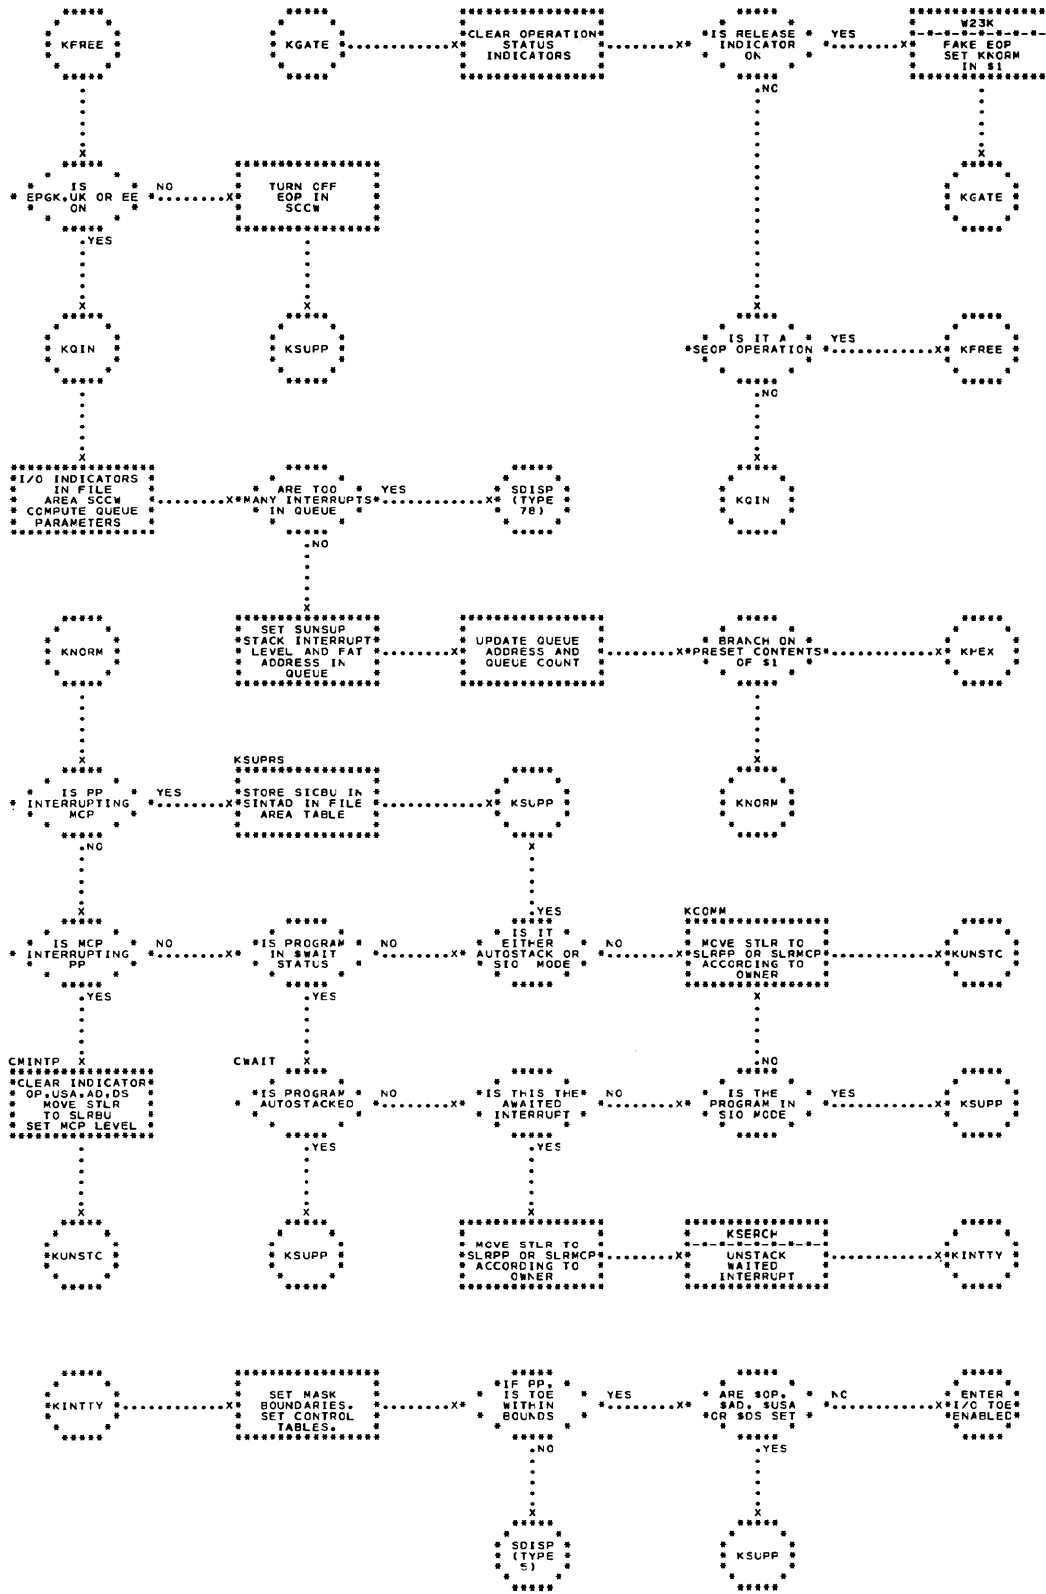 KFREE
KGATE
CLEAR OPERATION
STATUS
INDICATORS
IS RELEASE
INDICATOR
ON
YES
W23K
FAKE EOP
SET KNORM
IN $1
NO
IS
EPGK.UK OR EE
ON
NO
TURN OFF
EOP IN
SCCW
KGATE
YES
KQIN
KSUPP
IS IT A
SEOP OPERATION
YES
KFREE
NO
I/O INDICATORS
IN FILE
AREA SCCW
COMPUTE QUEUE
PARAMETERS
ARE TOO
MANY INTERRUPTS
IN QUEUE
YES
SDISP
(TYPE
78)
KQIN
NO
KNORM
SET SUNSUP
STACK INTERRUPT
LEVEL AND FAT
ADDRESS IN
QUEUE
UPDATE QUEUE
ADDRESS AND
QUEUE COUNT
BRANCH ON
PRESET CONTENTS
OF $1
KPEX
IS PP
INTERRUPTING
MCP
YES
KSUPRS
STORE SICBU IN
SINTAD IN FILE
AREA TABLE
KSUPP
KNORM
NO
IS MCP
INTERRUPTING
PP
NO
IS PROGRAM
IN $WAIT
STATUS
NO
YES
IS IT
EITHER
AUTOSTACK OR
SIO MODE
NO
KCOMM
MOVE STLR TO
SLRPP OR SLRMCP
ACCORDING TO
OWNER
KUNSTC
YES
YES
CMINTP
CLEAR INDICATOR
OP.USA.AD.DS
MOVE STLR
TO SLRBU
SET MCP LEVEL
CWAIT
IS PROGRAM
AUTOSTACKED
NO
IS THIS THE
AWAITED
INTERRUPT
NO
NO
IS THE
PROGRAM IN
SIO MODE
YES
KSUPP
YES
YES
KUNSTC
KSUPP
MOVE STLR TO
SLRPP OR SLRMCP
ACCORDING TO
OWNER
KSERCH
UNSTACK
WAITED
INTERRUPT
KINTTY
KINTTY
SET MASK
BOUNDARIES.
SET CONTROL
TABLES.
IF PP.
IS TOE
WITHIN
BOUNDS
YES
ARE $OP.
$AD. $USA
OR $DS SET
NO
ENTER
I/O TOE
ENABLED
NO
YES
SDISP
(TYPE
5)
KSUPP